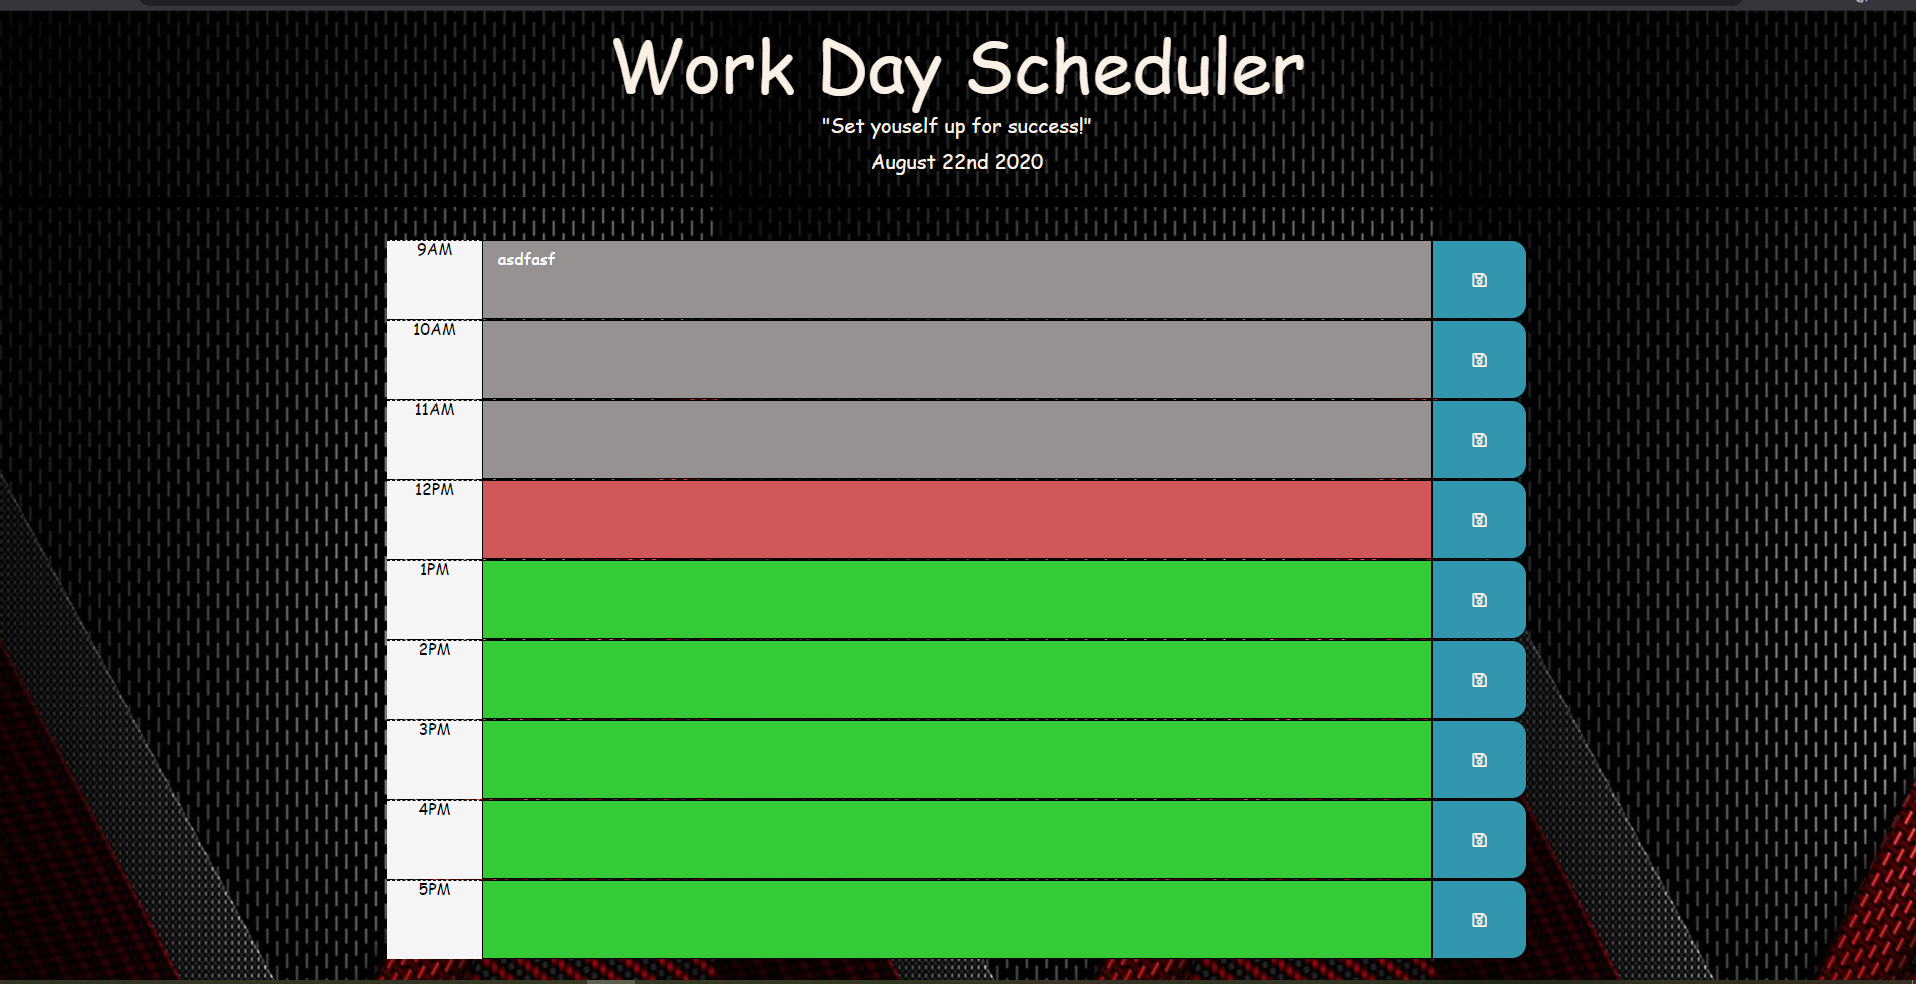 Work Day Scheduler
"Set youself up for success!"
August 22nd 2020
9AM
asdfasf
10AM
11AM
12PM
1PM
2PM
3PM
4PM
5PM